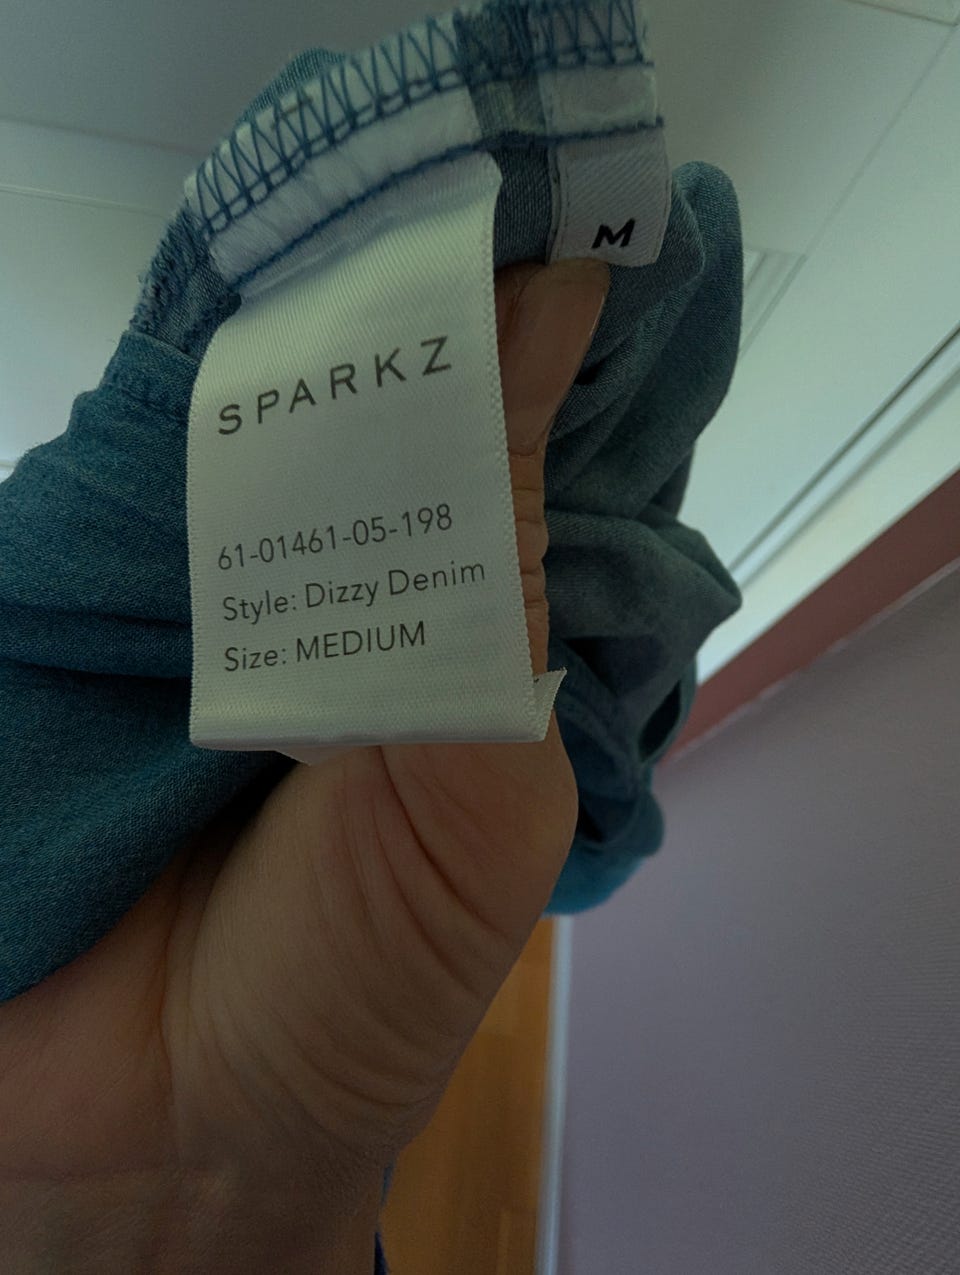 M
SPARKZ
61-01461-05-198
Style: Dizzy Denim
Size: MEDIUM